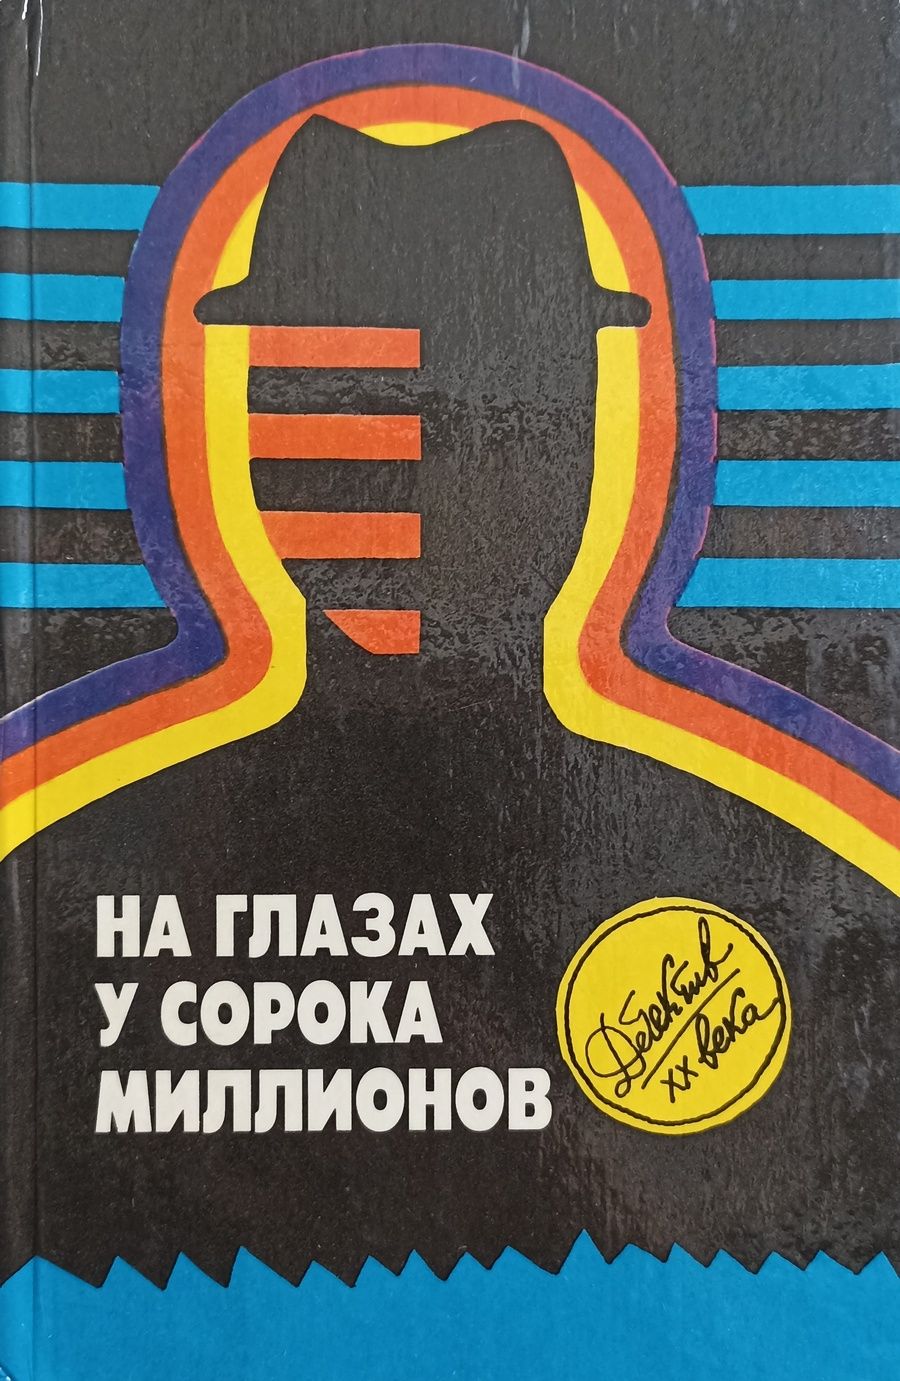 НА ГЛАЗАХ
У СОРОКА
МИЛЛИОНОВ
Детектив
XX века